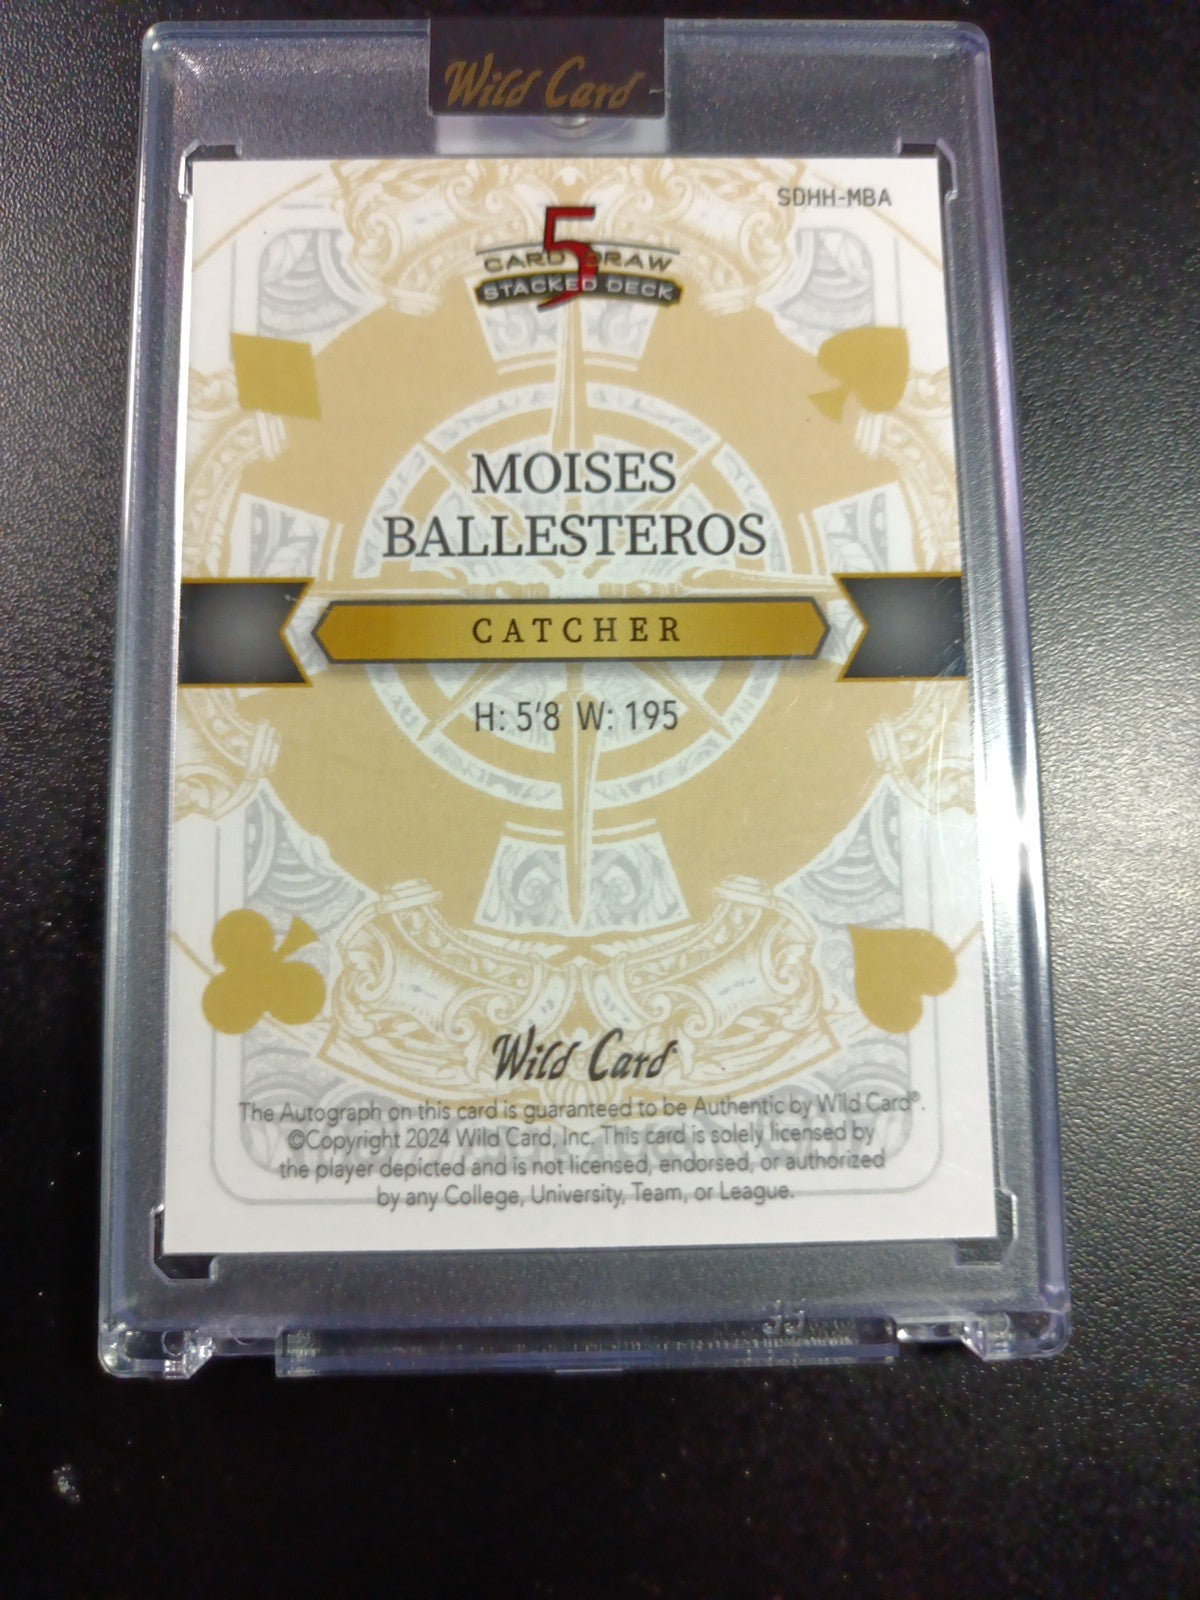 Wild Card
SDHH-MBA
5
CARD DRAW
STACKED DECK
MOISES
BALLESTEROS
CATCHER
H: 5'8 W: 195
Wild Card
The Autograph on this card is guaranteed to be Authentic by Wild Card®.
©Copyright 2024 Wild Card, Inc. This card is solely licensed by
the player depicted and is not licensed, endorsed, or authorized
by any College, University, Team, or League.